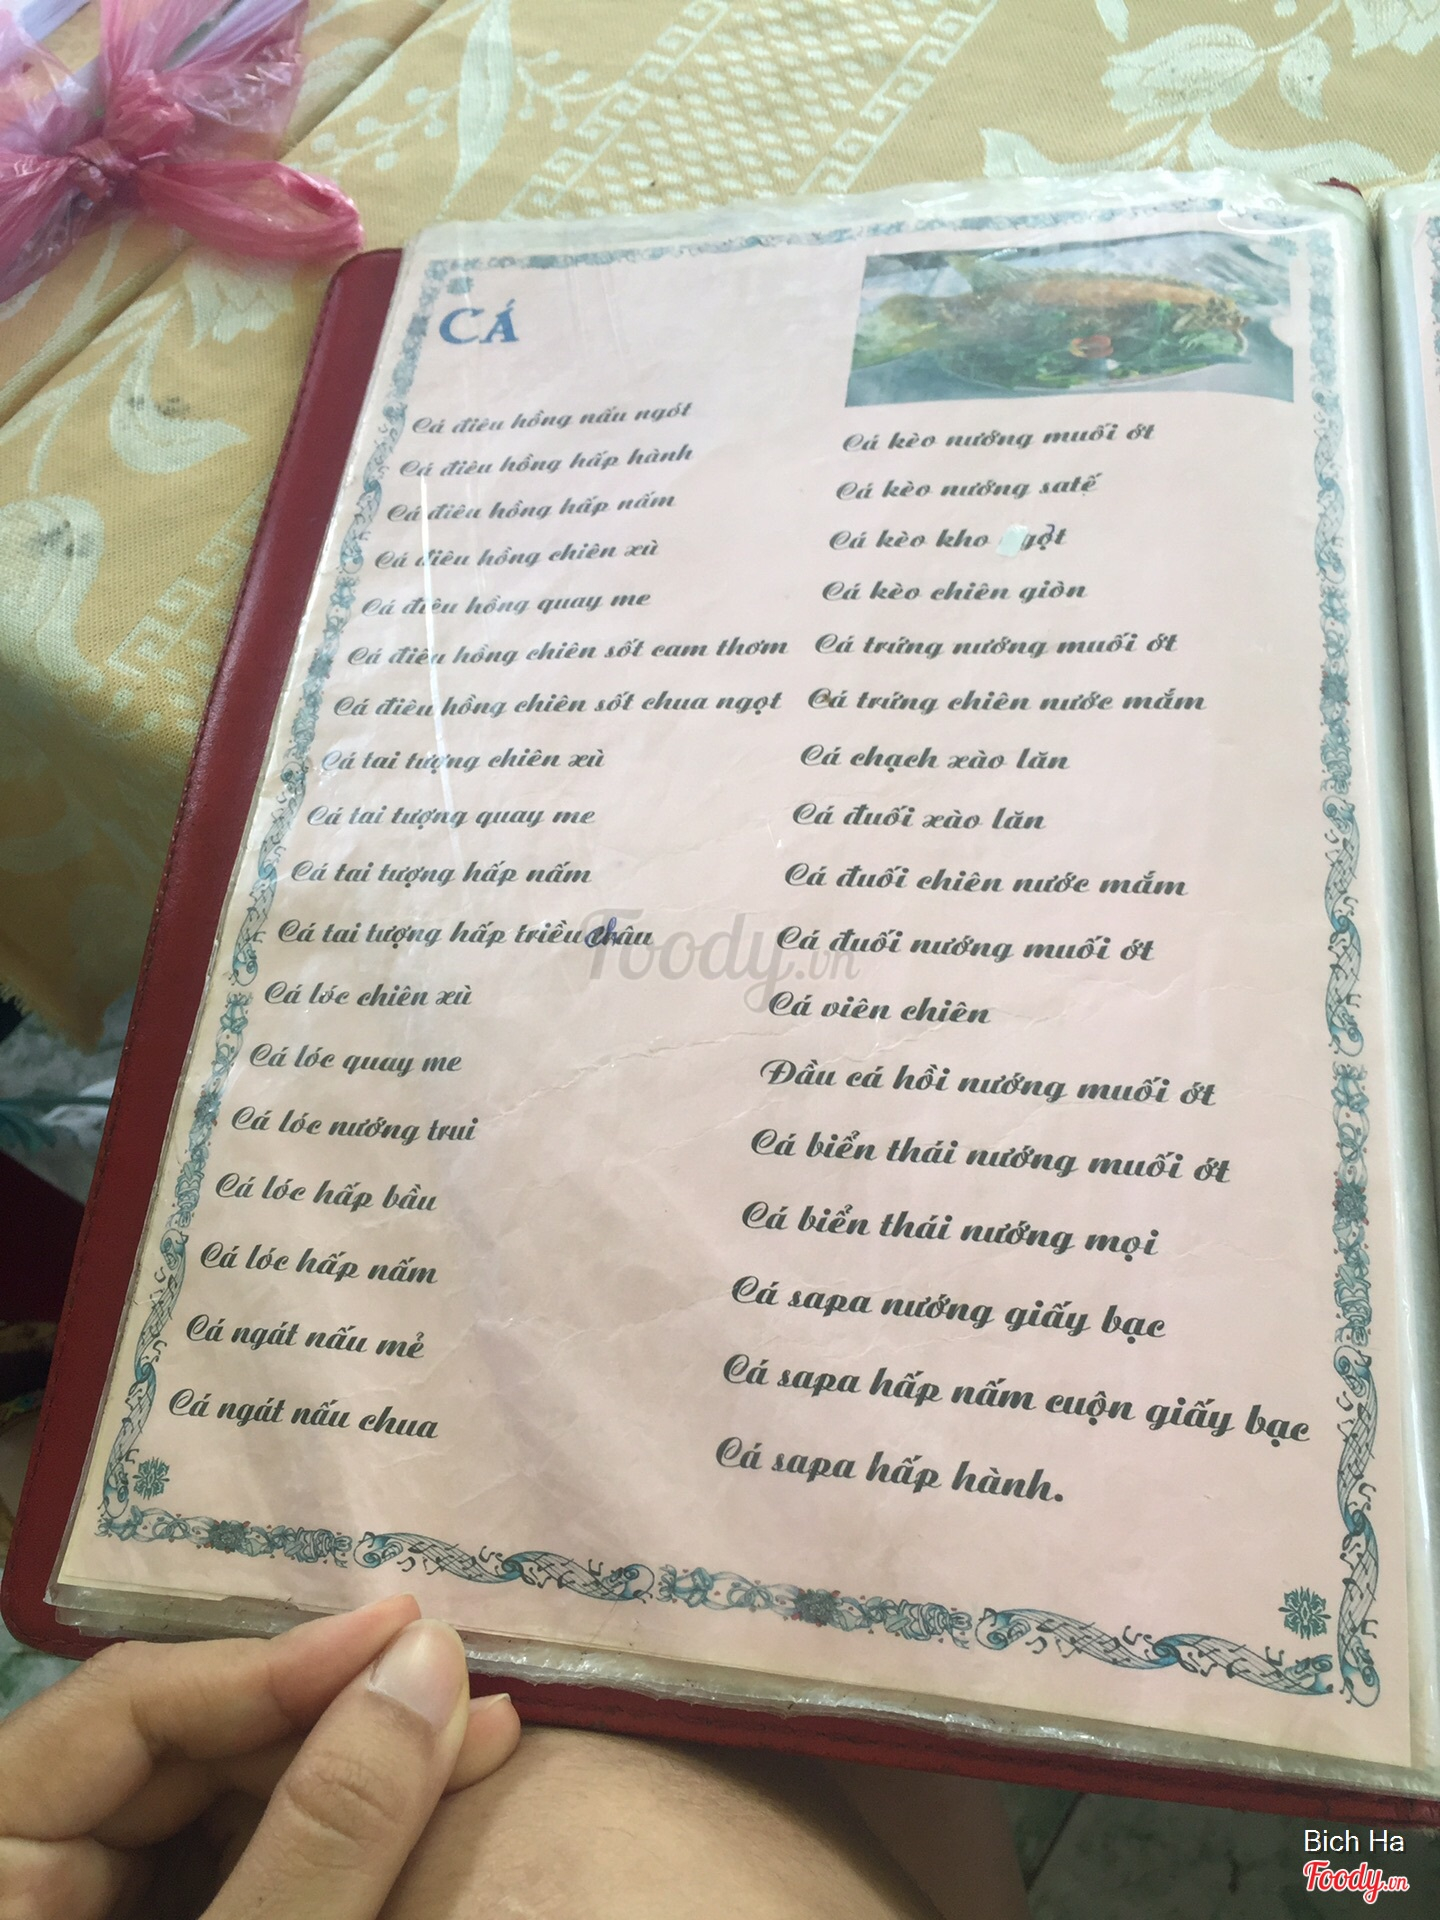 CÁ
Cá điêu hồng nấu ngót
Cá điêu hồng hấp hành
Cá điêu hồng hấp nấm
Cá điêu hồng chiên xù
Cá điêu hồng quay me
Cá điêu hồng chiên sốt cam thơm
Cá điêu hồng chiên sốt chua ngọt
Cá tai tượng chiên xù
Cá tai tượng quay me
Cá tai tượng hấp nấm
Cá tai tượng hấp triều châu
Cá lóc chiên xù
Cá lóc quay me
Cá lóc nướng trui
Cá lóc hấp bầu
Cá lóc hấp nấm
Cá ngát nấu mẻ
Cá ngát nấu chua
Cá kèo nướng muối ớt
Cá kèo nướng satế
Cá kèo kho
Cá kèo chiên giòn
Cá trứng nướng muối ớt
Cá trứng chiên nước mắm
Cá chạch xào lăn
Cá đuối xào lăn
Cá đuối chiên nước mắm
Cá đuối nướng muối ớt
Cá viên chiên
Đầu cá hồi nướng muối ớt
Cá biển thái nướng muối ớt
Cá biển thái nướng mọi
Cá sapa nướng giấy bạc
Cá sapa hấp nấm cuộn giấy bạc
Cá sapa hấp hành.
Foody.vn
Bich Ha
Foody.vn